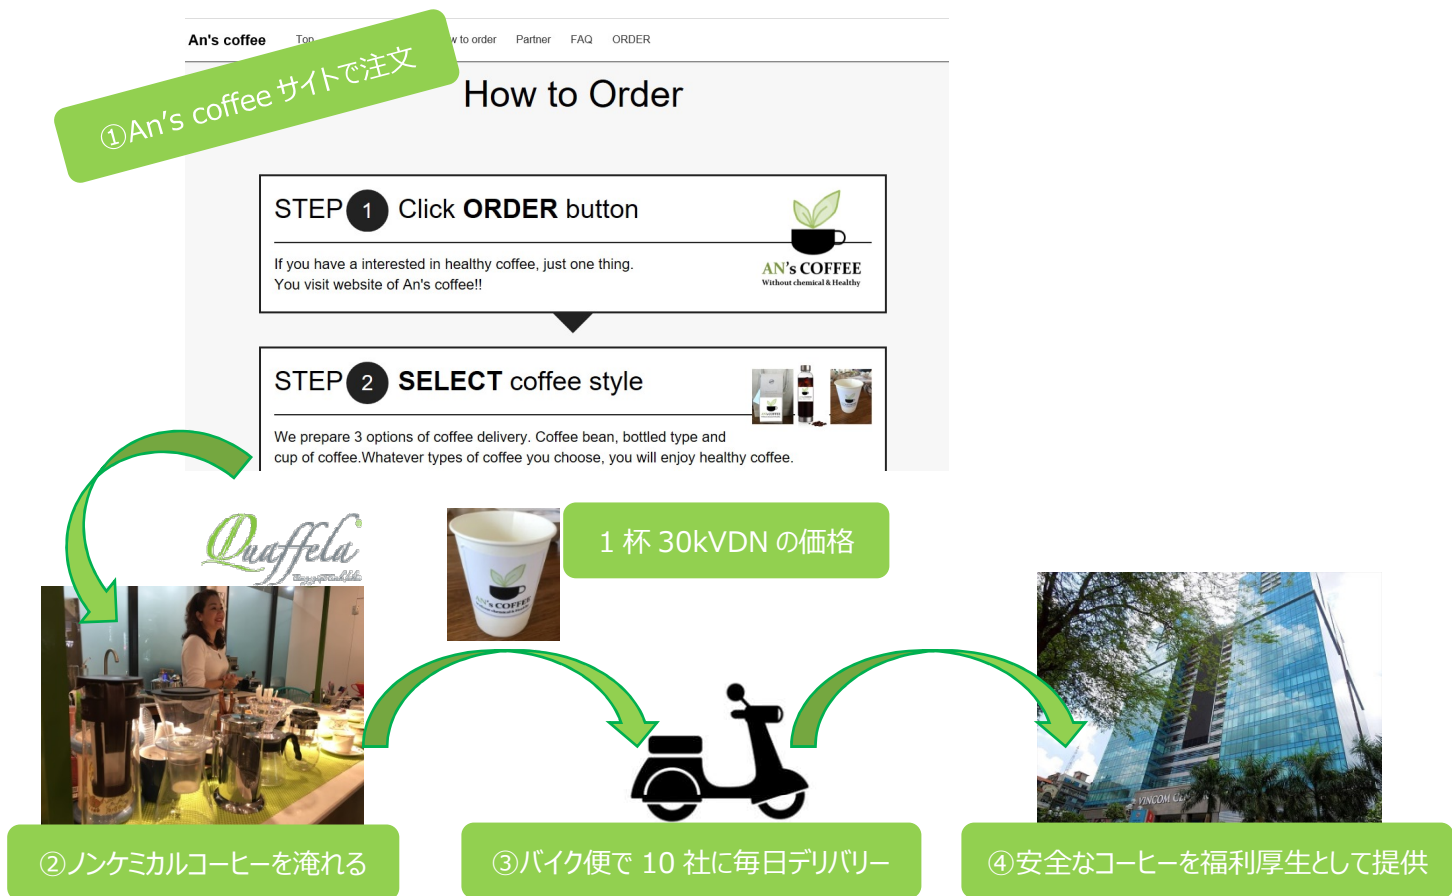 An's coffee
How to order
Partner
FAQ
ORDER
①An's coffee サイトで注文
How to Order
STEP 1 Click ORDER button
If you have a interested in healthy coffee, just one thing.
You visit website of An's coffee!!
AN's COFFEE
Without chemical & Healthy
STEP 2 SELECT coffee style
We prepare 3 options of coffee delivery. Coffee bean, bottled type and
cup of coffee.Whatever types of coffee you choose, you will enjoy healthy coffee.
Quaffela
AN's COFFEE
1 杯 30kVDN の価格
VINCOM
②ノンケミカルコーヒーを淹れる
③バイク便で 10 社に毎日デリバリー
④安全なコーヒーを福利厚生として提供